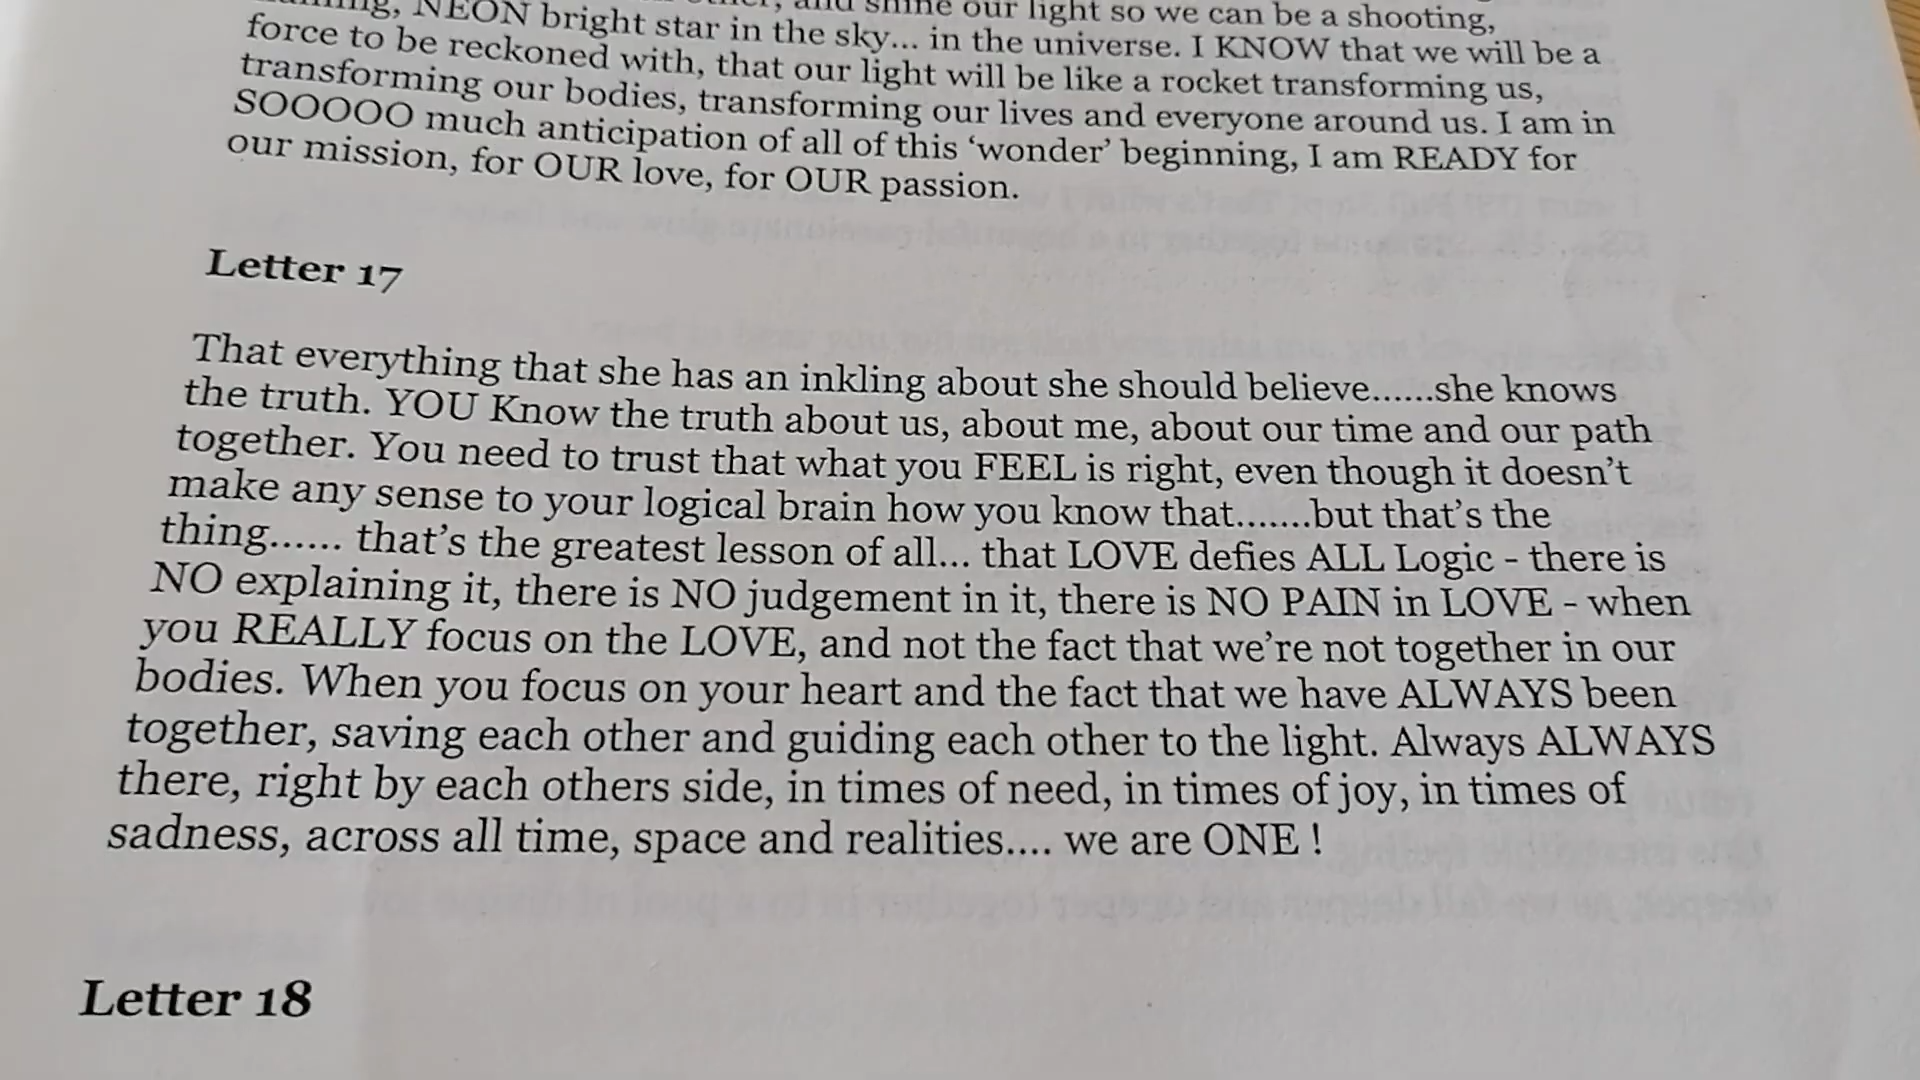 NEON bright star in the sky... in the universe. I KNOW that we will be a
our light so we can be a shooting,
force to be reckoned with, that our light will be like a rocket transforming us,
transforming our bodies, transforming our lives and everyone around us. I am in
SOOOOO much anticipation of all of this ‘wonder’ beginning, I am READY for
our mission, for OUR love, for OUR passion.
Letter 17
That everything that she has an inkling about she should believe......she knows
the truth. YOU Know the truth about us, about me, about our time and our path
together. You need to trust that what you FEEL is right, even though it doesn’t
make any sense to your logical brain how you know that.......but that’s the
thing...... that’s the greatest lesson of all... that LOVE defies ALL Logic - there is
NO explaining it, there is NO judgement in it, there is NO PAIN in LOVE - when
you REALLY focus on the LOVE, and not the fact that we’re not together in our
bodies. When you focus on your heart and the fact that we have ALWAYS been
together, saving each other and guiding each other to the light. Always ALWAYS
there, right by each others side, in times of need, in times of joy, in times of
sadness, across all time, space and realities.... we are ONE !
Letter 18